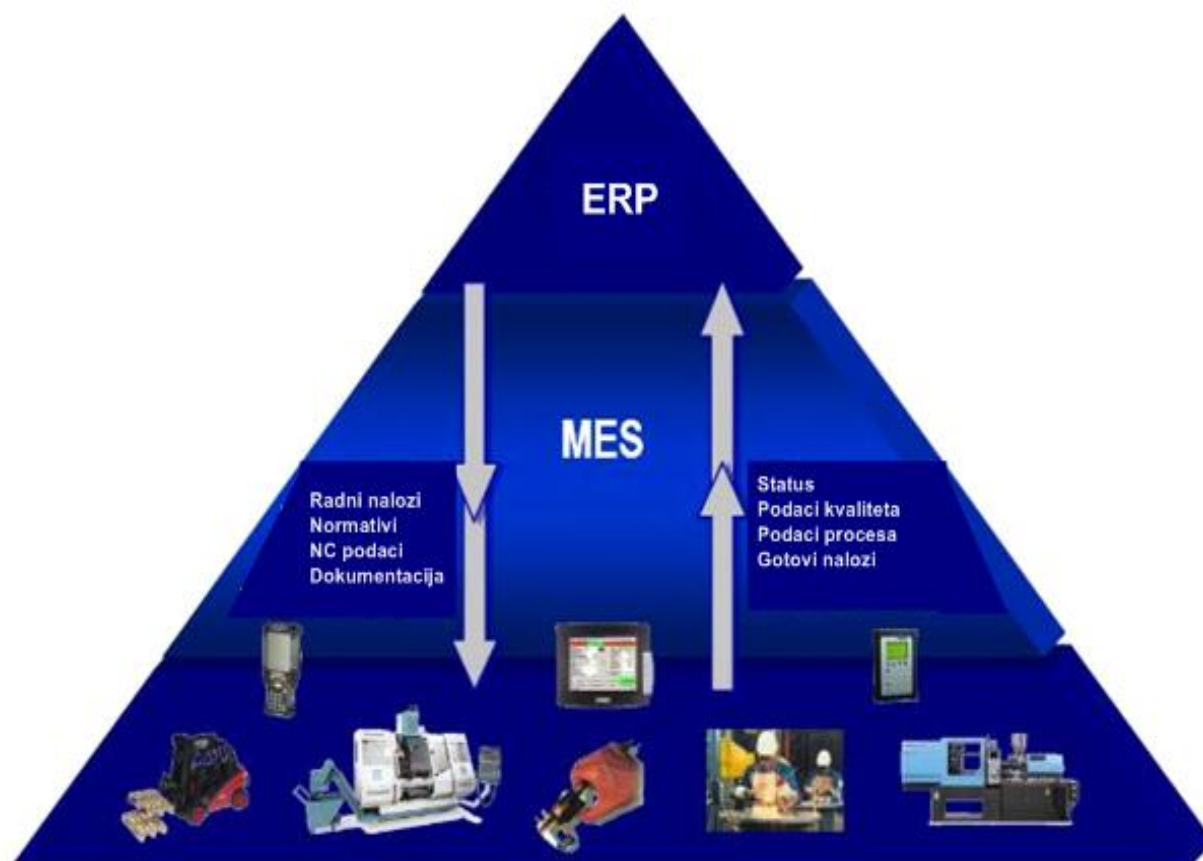 ERP
MES
Radni nalozi
Normativi
NC podaci
Dokumentacija
Status
Podaci kvaliteta
Podaci procesa
Gotovi nalozi